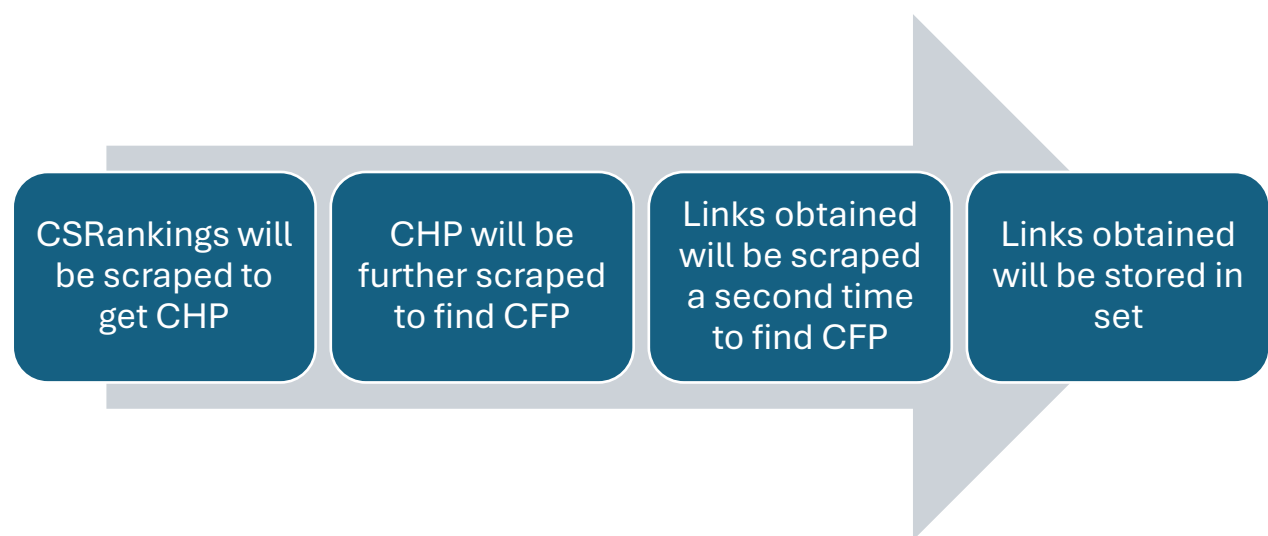 CSRankings will
be scraped to
get CHP
CHP will be
further scraped
to find CFP
Links obtained
will be scraped
a second time
to find CFP
Links obtained
will be stored in
set